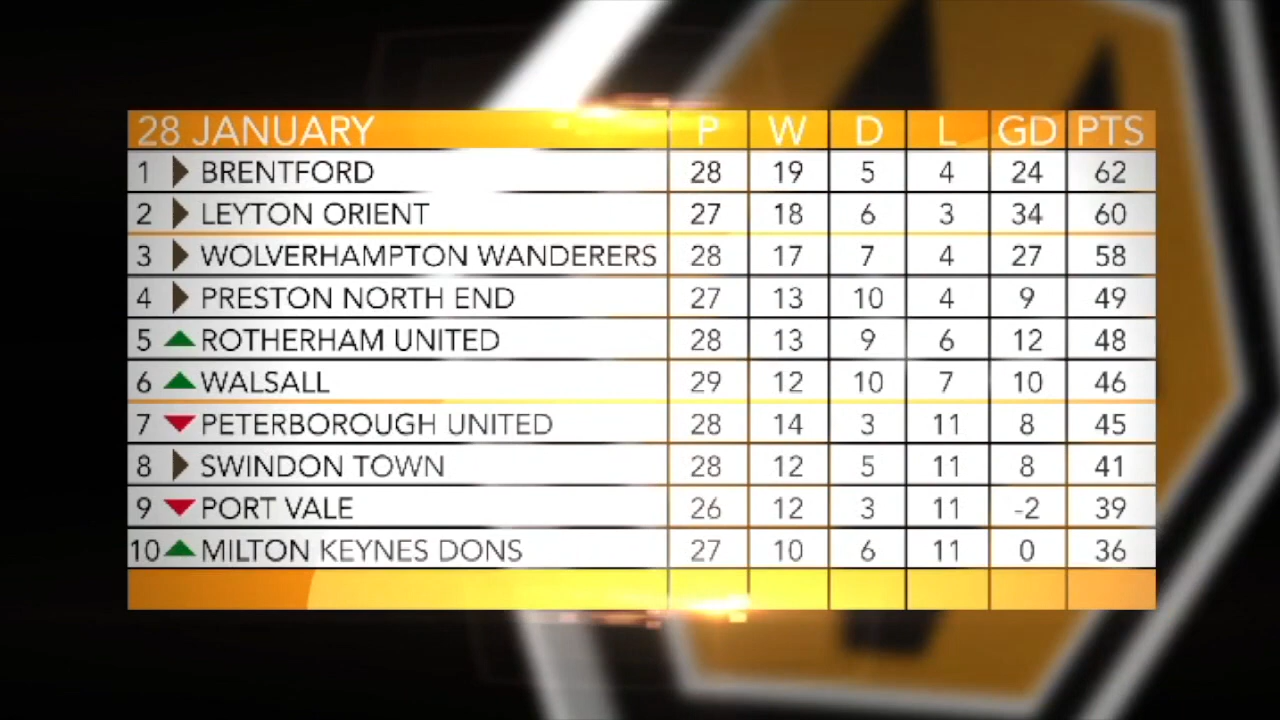 28 JANUARY P W D L GD PTS
1 BRENTFORD 28 19 5 4 24 62
2 LEYTON ORIENT 27 18 6 3 34 60
3 WOLVERHAMPTON WANDERERS 28 17 7 4 27 58
4 PRESTON NORTH END 27 13 10 4 9 49
5 ROTHERHAM UNITED 28 13 9 6 12 48
6 WALSALL 29 12 10 7 10 46
7 PETERBOROUGH UNITED 28 14 3 11 8 45
8 SWINDON TOWN 28 12 5 11 8 41
9 PORT VALE 26 12 3 11 -2 39
10 MILTON KEYNES DONS 27 10 6 11 0 36